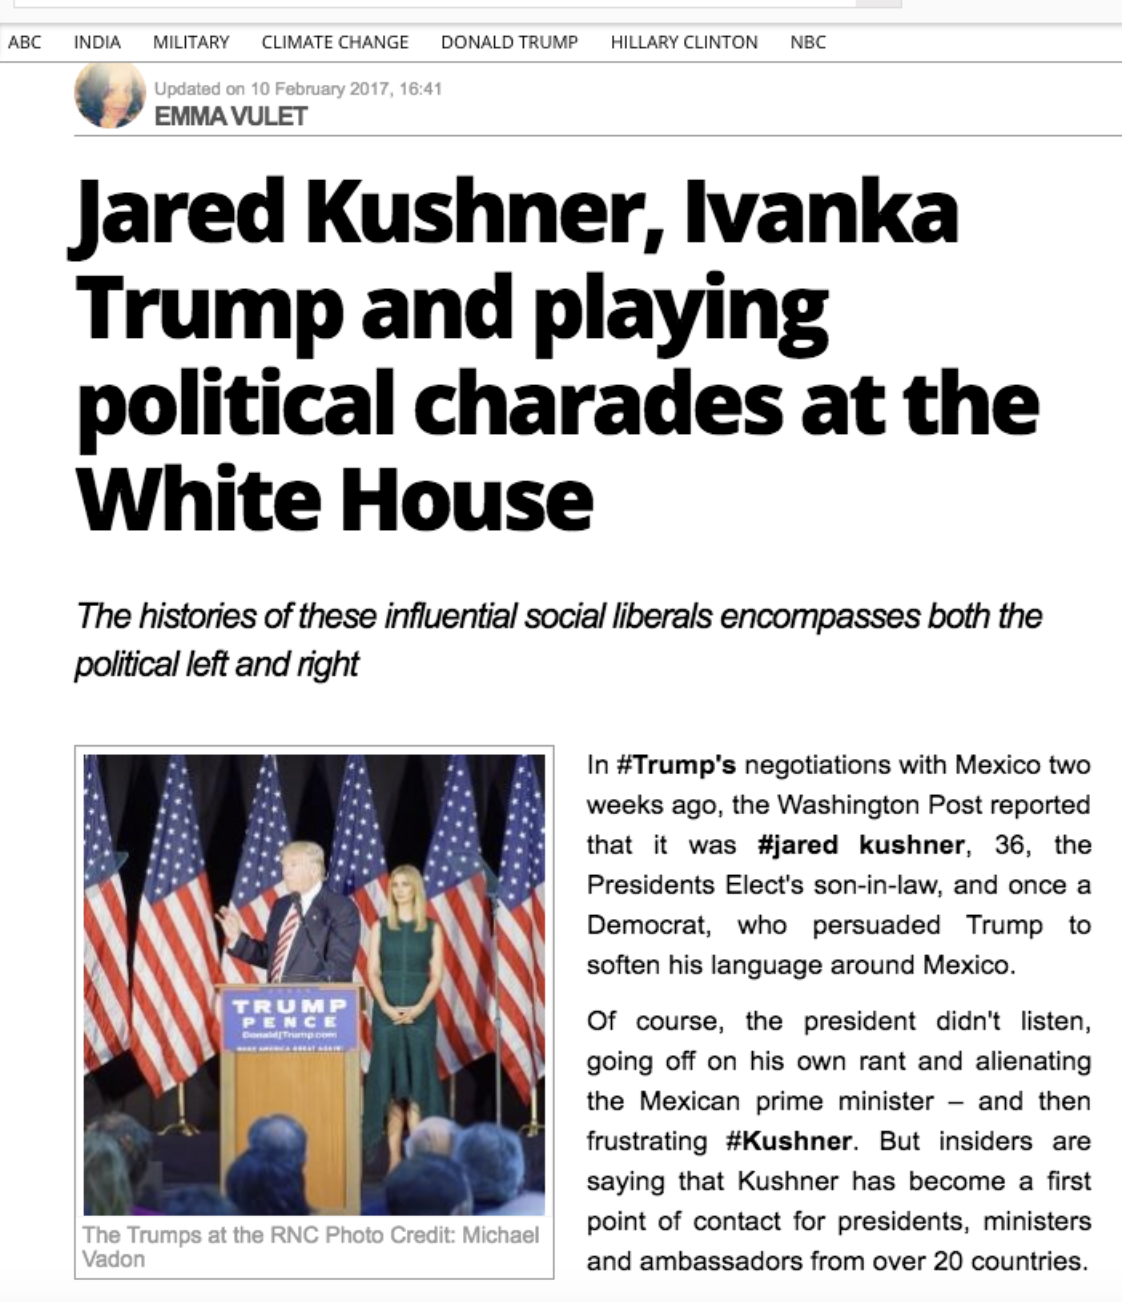 ABC INDIA MILITARY CLIMATE CHANGE DONALD TRUMP HILLARY CLINTON NBC
Updated on 10 February 2017, 16:41
EMMA VULET
Jared Kushner, Ivanka
Trump and playing
political charades at the
White House
The histories of these influential social liberals encompasses both the
political left and right
TRUMP
PENCE
DonaldJTrump.com
MAKE AMERICA GREAT AGAIN!
The Trumps at the RNC Photo Credit: Michael
Vadon
In #Trump's negotiations with Mexico two
weeks ago, the Washington Post reported
that it was #jared kushner, 36, the
Presidents Elect's son-in-law, and once a
Democrat, who persuaded Trump to
soften his language around Mexico.
Of course, the president didn't listen,
going off on his own rant and alienating
the Mexican prime minister – and then
frustrating #Kushner. But insiders are
saying that Kushner has become a first
point of contact for presidents, ministers
and ambassadors from over 20 countries.